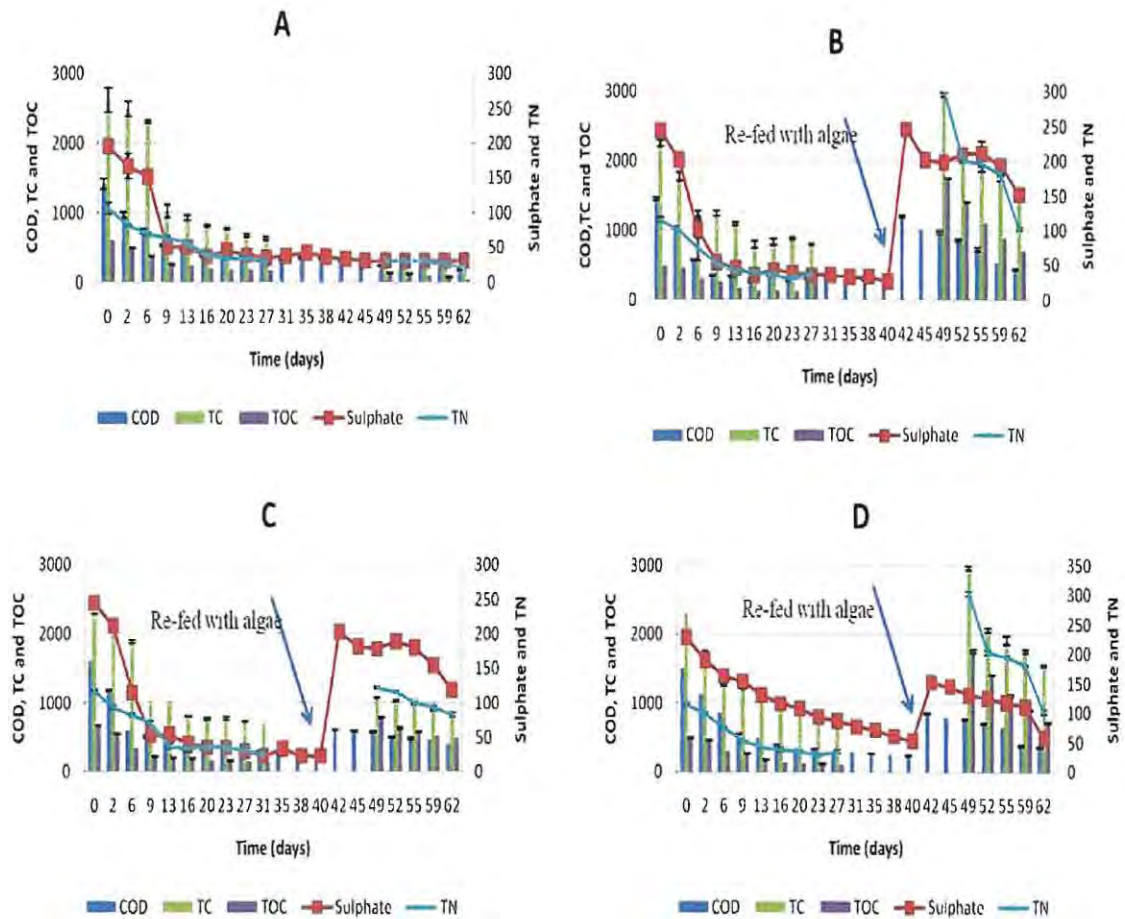 A
3000
2000
1000
0
COD, TC and TOC
300
250
200
150
100
50
0
Sulphate and TN
0 2 6 9 13 16 20 23 27 31 35 38 42 45 49 52 55 59 62
Time (days)
COD TC TOC Sulphate TN
B
3000
2000
1000
0
COD, TC and TOC
Re-fed with algae
300
250
200
150
100
50
0
Sulphate and TN
0 2 6 9 13 16 20 23 27 31 35 38 40 42 45 49 52 55 59 62
Time (days)
COD TC TOC Sulphate TN
C
3000
2000
1000
0
COD, TC and TOC
Re-fed with algae
300
250
200
150
100
50
0
Sulphate and TN
0 2 6 9 13 16 20 23 27 31 35 38 40 42 45 49 52 55 59 62
Time (days)
COD TC TOC Sulphate TN
D
3000
2000
1000
0
COD, TC and TOC
Re-fed with algae
350
300
250
200
150
100
50
0
Sulphate and TN
0 2 6 9 13 16 20 23 27 31 35 38 40 42 45 49 52 55 59 62
Time (days)
COD TC TOC Sulphate TN